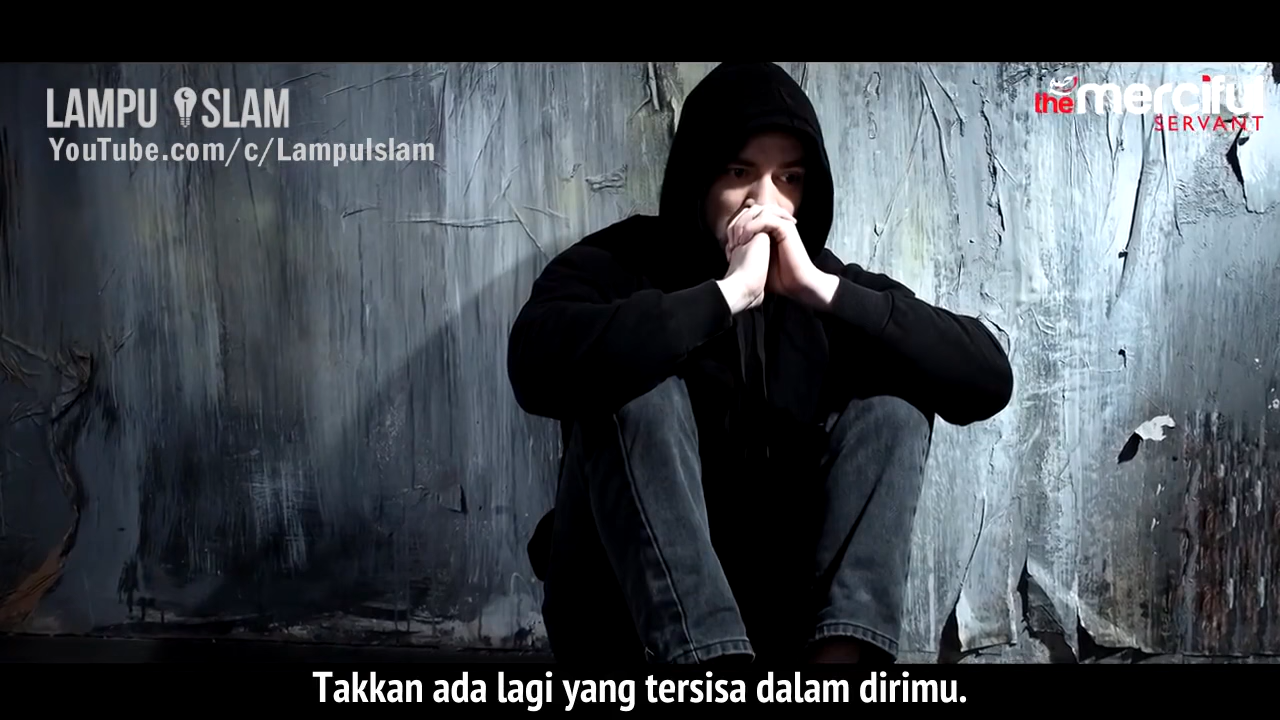 LAMPU ISLAM
YouTube.com/c/LampuIslam
the merciful
SERVANT
Takkan ada lagi yang tersisa dalam dirimu.